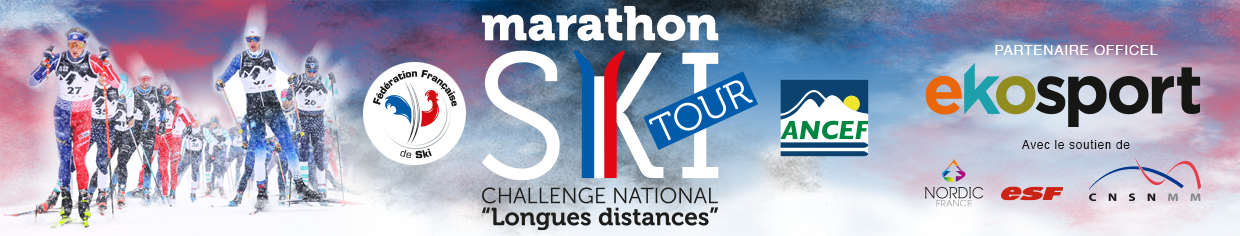 marathon
SKI
TOUR
CHALLENGE NATIONAL
“Longues distances”
Fédération Française
de Ski
ANCEF
PARTENAIRE OFFICEL
ekosport
Avec le soutien de
NORDIC
FRANCE
esf
CNSNMM
27
26